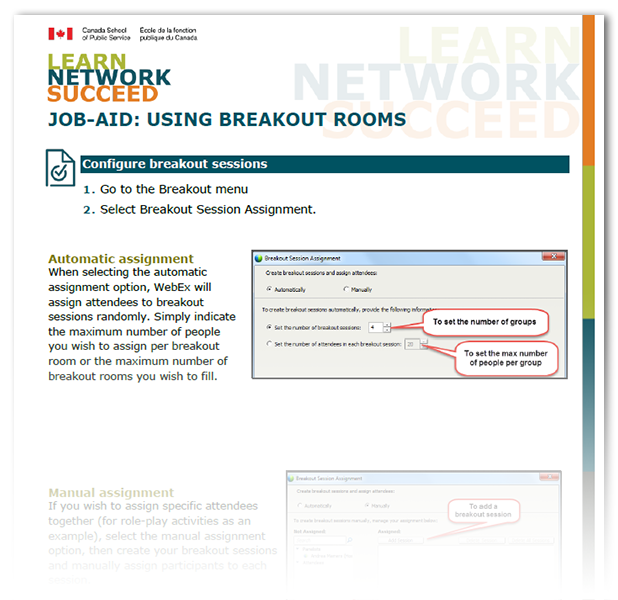 Canada School
of Public Service
École de la fonction
publique du Canada
LEARN
NETWORK
SUCCEED
LEARN
NETWORK
SUCCEED
JOB-AID: USING BREAKOUT ROOMS
Configure breakout sessions
1. Go to the Breakout menu
2. Select Breakout Session Assignment.
Automatic assignment
When selecting the automatic
assignment option, WebEx will
assign attendees to breakout
sessions randomly. Simply indicate
the maximum number of people
you wish to assign per breakout
room or the maximum number of
breakout rooms you wish to fill.
Breakout Session Assignment
Create breakout sessions and assign attendees:
Automatically Manually
To create breakout sessions automatically, provide the following
Set the number of breakout sessions: 4
To set the number of groups
Set the number of attendees in each breakout session: 20
To set the max number
of people per group
Manual assignment
If you wish to assign specific attendees
together (for role-play activities as an
example), select the manual assignment
option, then create your breakout sessions
and manually assign participants to each
session
Breakout Session Assignment
Create breakout sessions and assign attendees:
Automatically Manually
To create breakout sessions manually, manage your assignment below:
Not Assigned: Assigned:
To add a
breakout session